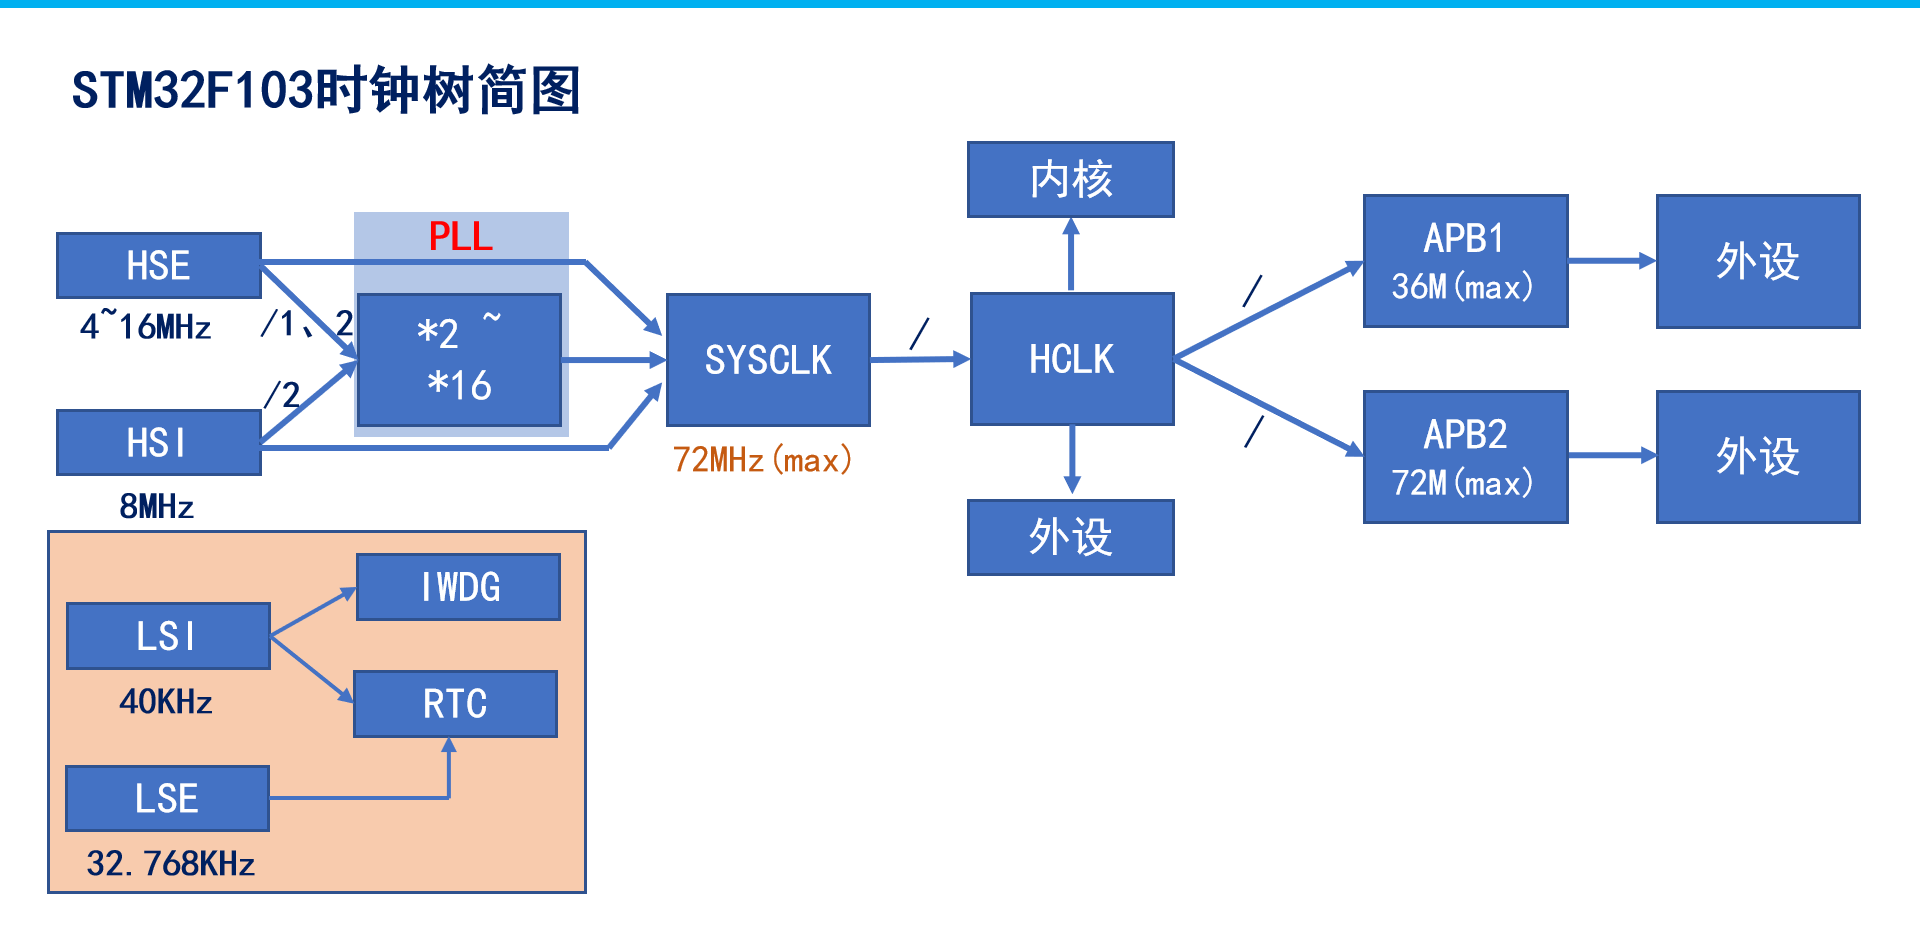 STM32F103时钟树简图
HSE
4~16MHz
/1、2
HSI
8MHz
/2
PLL
*2 ~
*16
SYSCLK
72MHz(max)
/
内核
HCLK
外设
/
/
APB1
36M(max)
外设
APB2
72M(max)
外设
LSI
40KHz
IWDG
RTC
LSE
32.768KHz